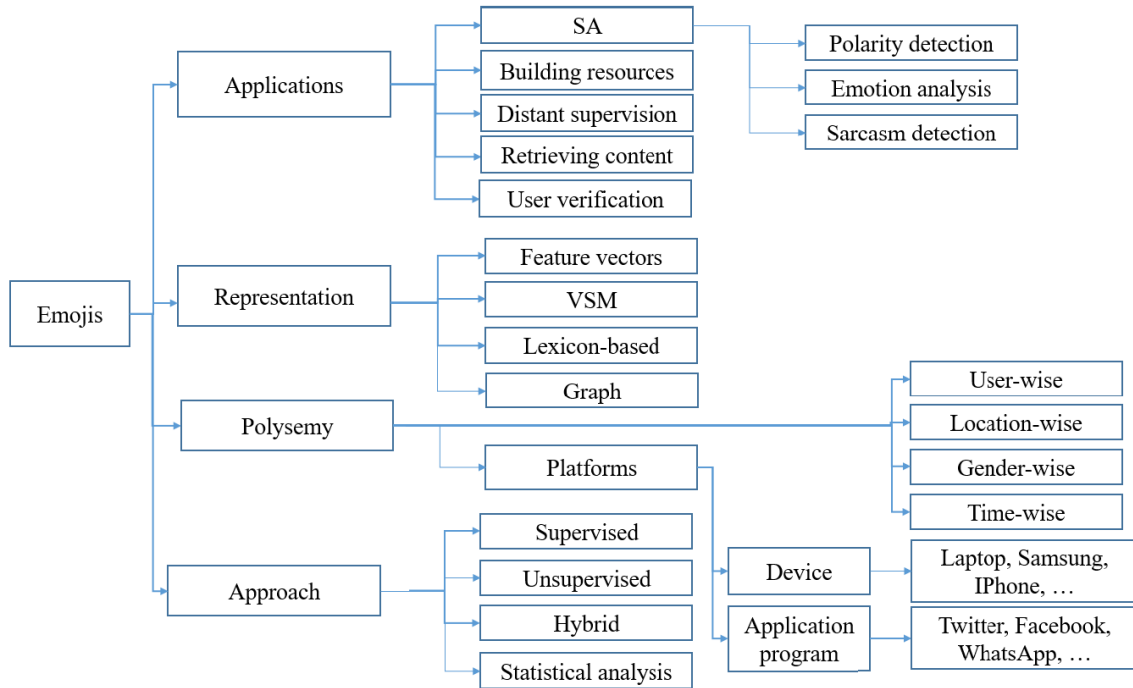 SA
Polarity detection
Applications
Building resources
Emotion analysis
Distant supervision
Sarcasm detection
Retrieving content
User verification
Feature vectors
Emojis
Representation
VSM
Lexicon-based
Graph
User-wise
Polysemy
Location-wise
Platforms
Gender-wise
Time-wise
Supervised
Approach
Unsupervised
Device
Laptop, Samsung,
IPhone, …
Hybrid
Application
program
Twitter, Facebook,
WhatsApp, …
Statistical analysis